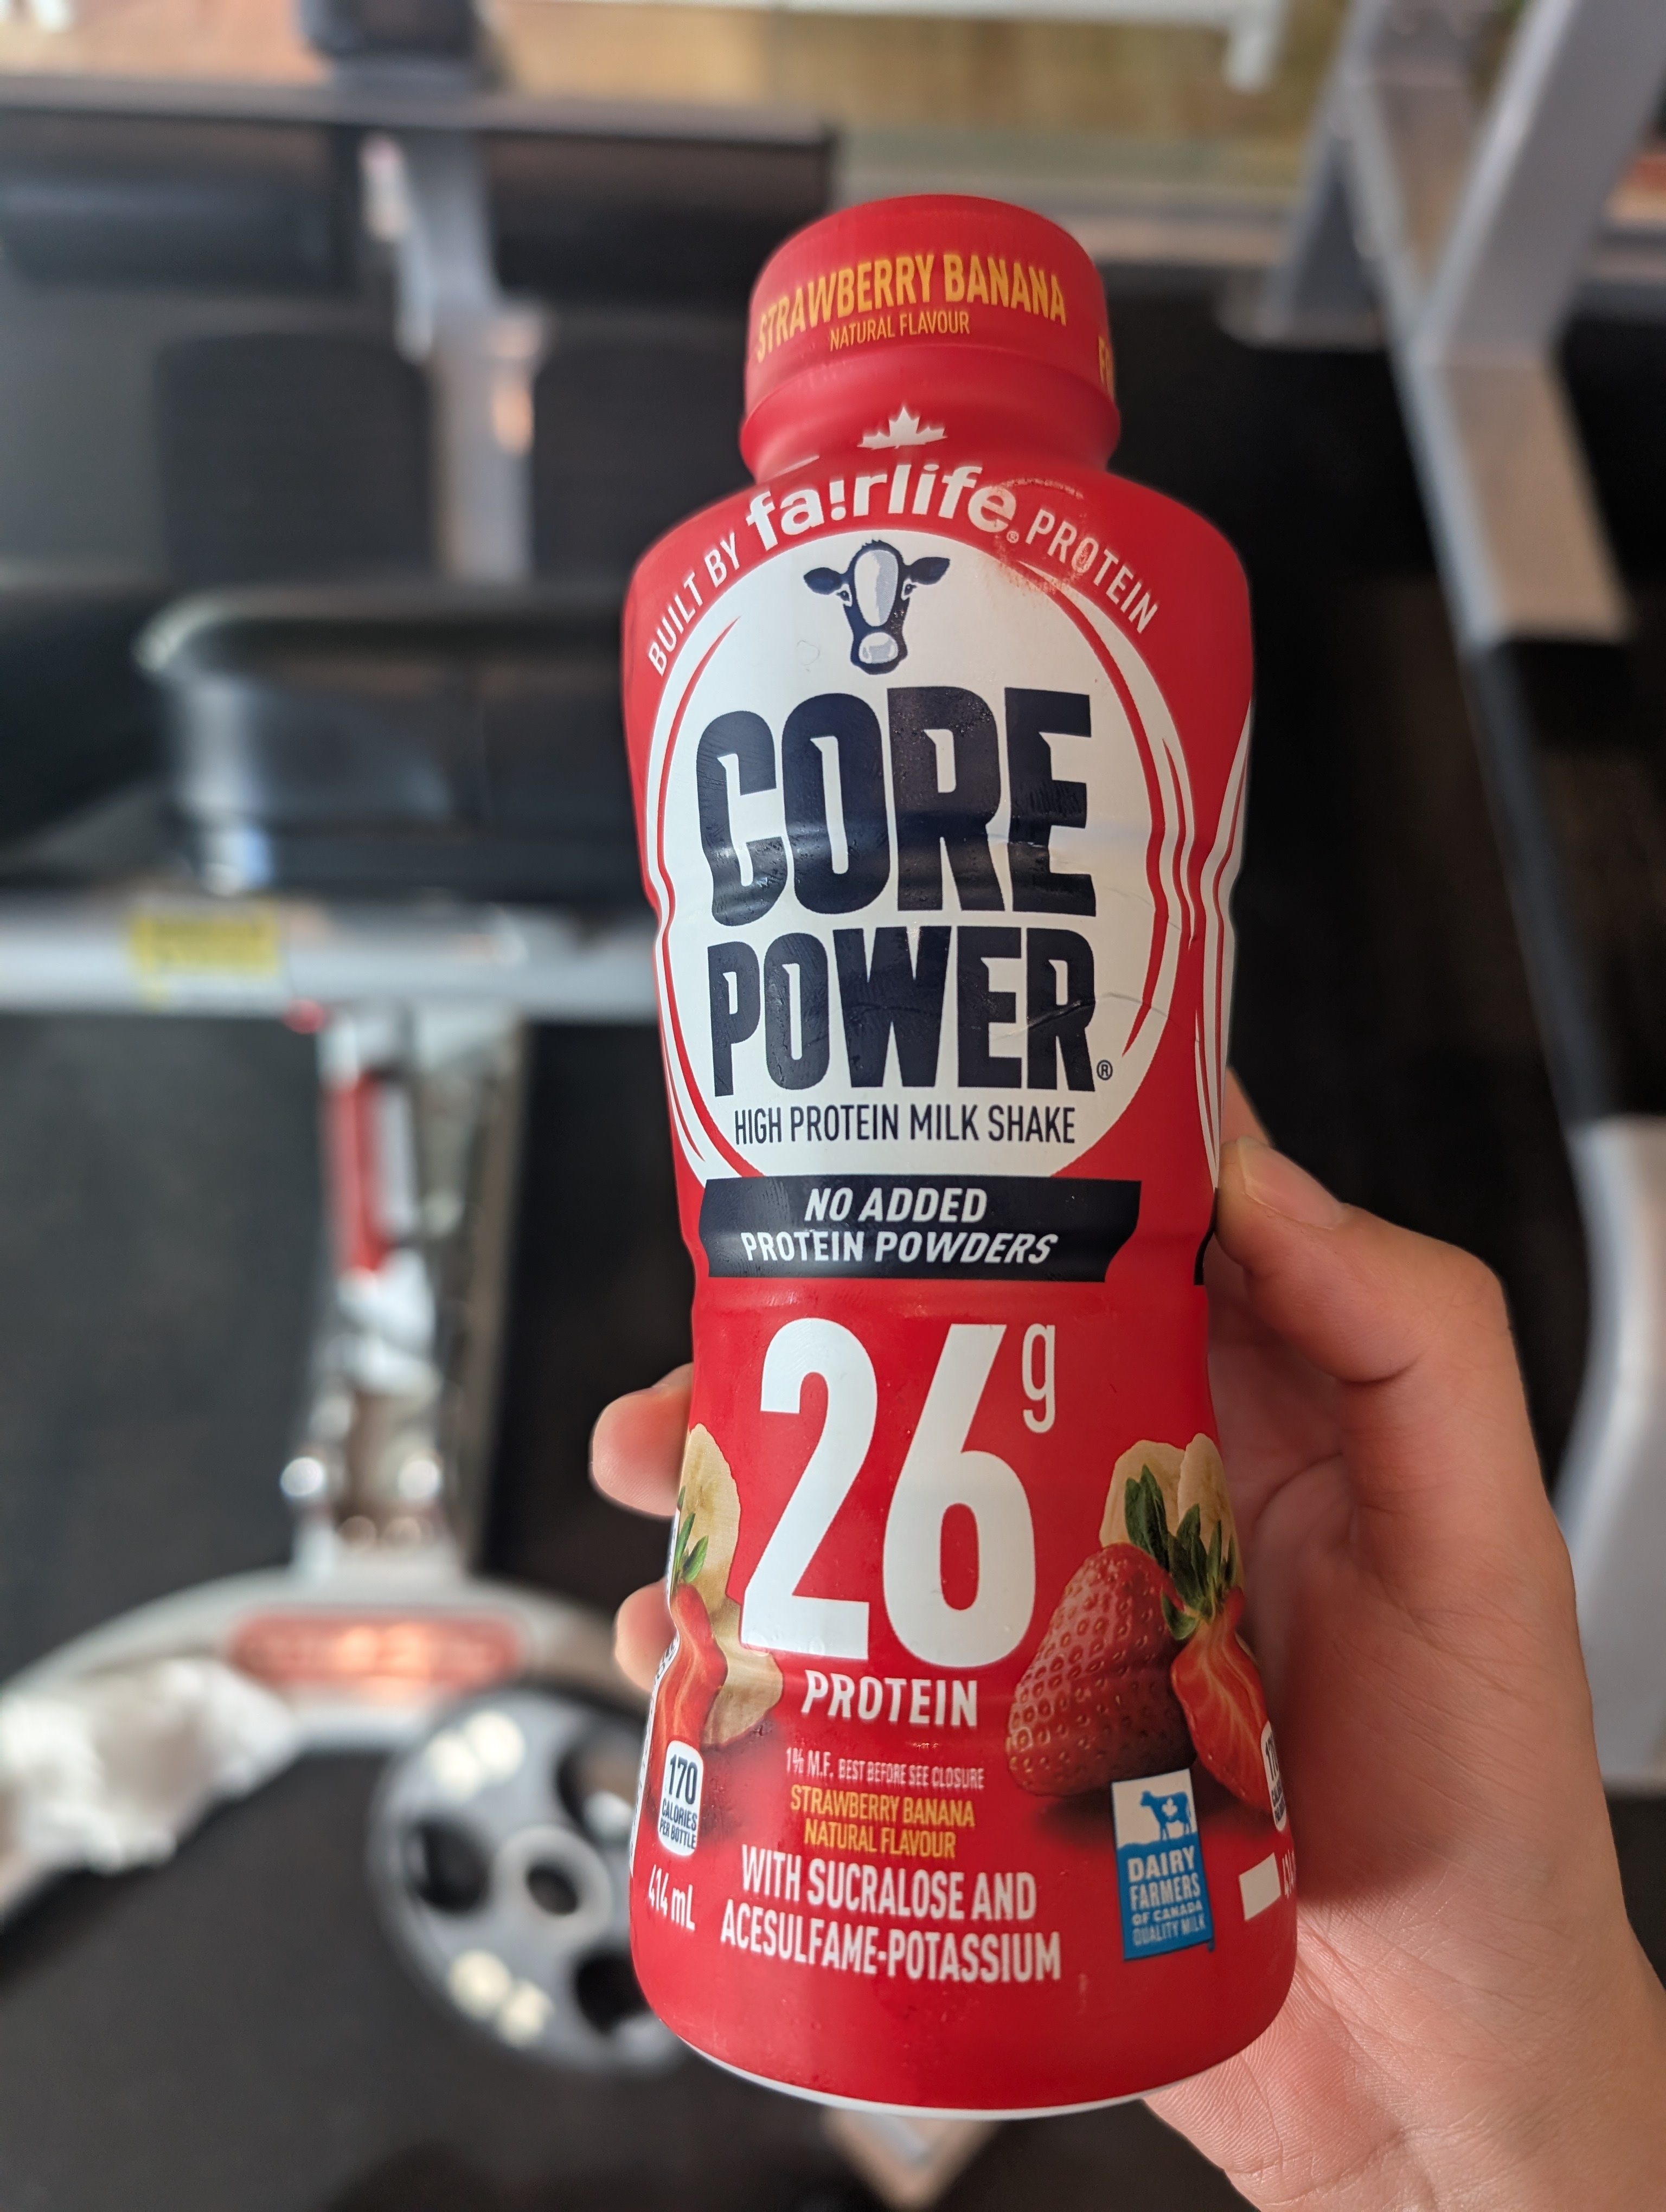 STRAWBERRY BANANA
NATURAL FLAVOUR
BUILT BY fa!rlife® PROTEIN
CORE
POWER®
HIGH PROTEIN MILK SHAKE
NO ADDED
PROTEIN POWDERS
26g
PROTEIN
1% M.F. BEST BEFORE SEE CLOSURE
STRAWBERRY BANANA
NATURAL FLAVOUR
WITH SUCRALOSE AND
ACESULFAME-POTASSIUM
170
CALORIES
PER BOTTLE
414 mL
DAIRY
FARMERS
OF CANADA
QUALITY MILK